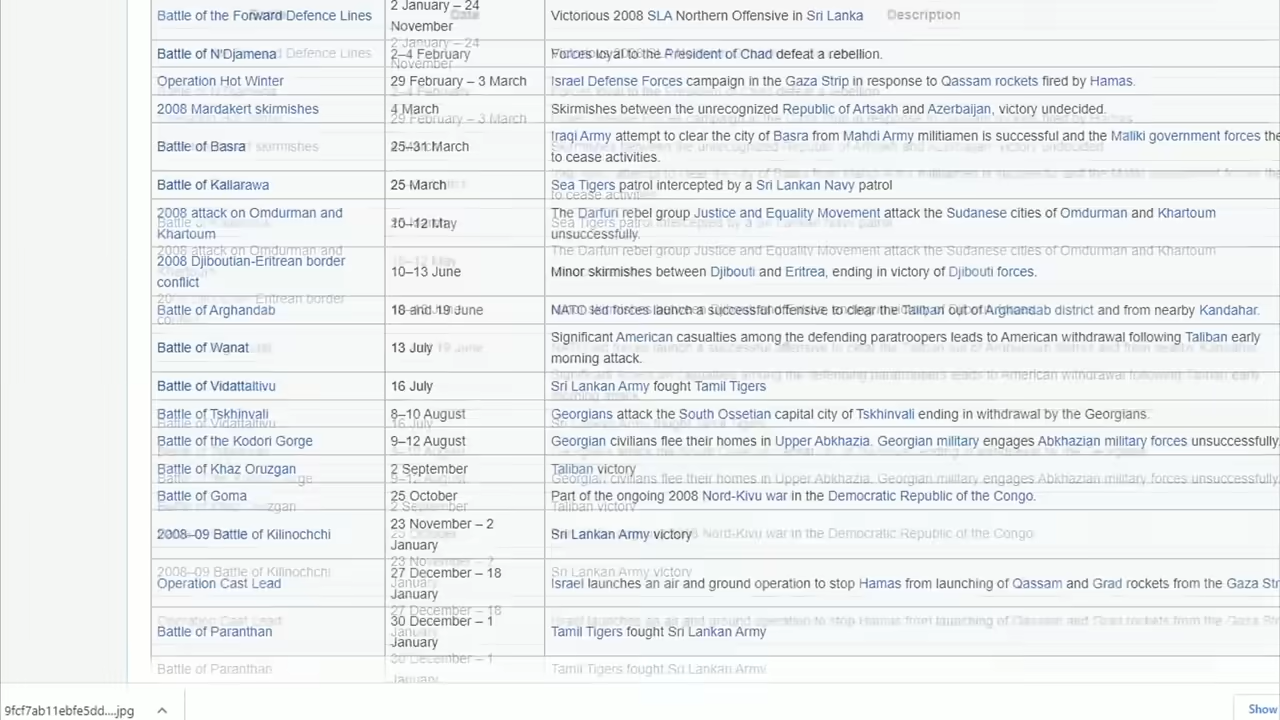 Battle of the Forward Defence Lines 2 January – 24 November Victorious 2008 SLA Northern Offensive in Sri Lanka Description
Battle of N'Djamena 2–4 February Forces loyal to the President of Chad defeat a rebellion.
Operation Hot Winter 29 February – 3 March Israel Defense Forces campaign in the Gaza Strip in response to Qassam rockets fired by Hamas.
2008 Mardakert skirmishes 4 March Skirmishes between the unrecognized Republic of Artsakh and Azerbaijan, victory undecided.
Battle of Basra 25–31 March Iraqi Army attempt to clear the city of Basra from Mahdi Army militiamen is successful and the Maliki government forces the
to cease activities.
Battle of Kallarawa 25 March Sea Tigers patrol intercepted by a Sri Lankan Navy patrol
2008 attack on Omdurman and
Khartoum 10–12 May The Darfuri rebel group Justice and Equality Movement attack the Sudanese cities of Omdurman and Khartoum
unsuccessfully.
2008 Djiboutian-Eritrean border
conflict 10–13 June Minor skirmishes between Djibouti and Eritrea, ending in victory of Djibouti forces.
Battle of Arghandab 18 and 19 June NATO led forces launch a successful offensive, to clear the Taliban out of Arghandab district and from nearby Kandahar.
Battle of Wanat 13 July Significant American casualties among the defending paratroopers leads to American withdrawal following Taliban early
morning attack.
Battle of Vidattaltivu 16 July Sri Lankan Army fought Tamil Tigers
Battle of Tskhinvali 8–10 August Georgians attack the South Ossetian capital city of Tskhinvali ending in withdrawal by the Georgians.
Battle of the Kodori Gorge 9–12 August Georgian civilians flee their homes in Upper Abkhazia. Georgian military engages Abkhazian military forces unsuccessfully
Battle of Khaz Oruzgan 2 September Taliban victory
Battle of Goma 25 October Part of the ongoing 2008 Nord-Kivu war in the Democratic Republic of the Congo.
2008–09 Battle of Kilinochchi 23 November – 2
January Sri Lankan Army victory
Operation Cast Lead 27 December – 18
January Israel launches an air and ground operation to stop Hamas from launching of Qassam and Grad rockets from the Gaza Str
Battle of Paranthan 30 December – 1
January Tamil Tigers fought Sri Lankan Army
9fcf7ab11ebfe5dd....jpg
Show